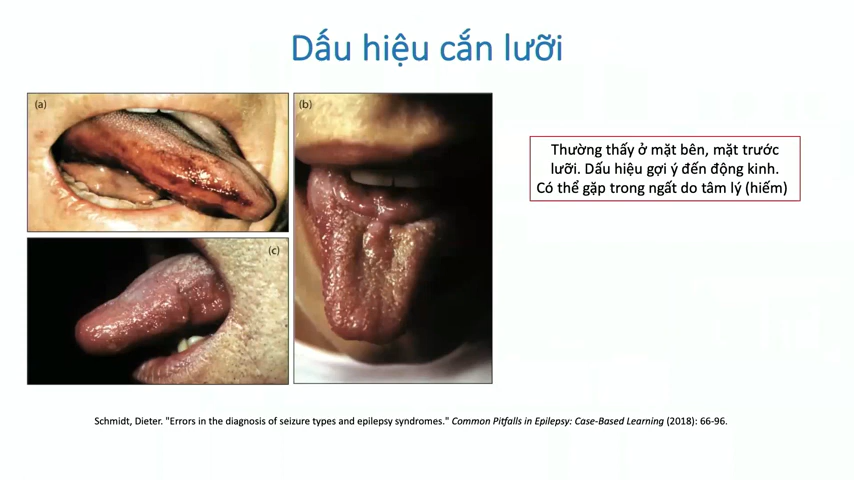 Dấu hiệu cắn lưỡi
(a)
(b)
(c)
Thường thấy ở mặt bên, mặt trước
lưỡi. Dấu hiệu gợi ý đến động kinh.
Có thể gặp trong ngất do tâm lý (hiếm)
Schmidt, Dieter. "Errors in the diagnosis of seizure types and epilepsy syndromes." Common Pitfalls in Epilepsy: Case-Based Learning (2018): 66-96.